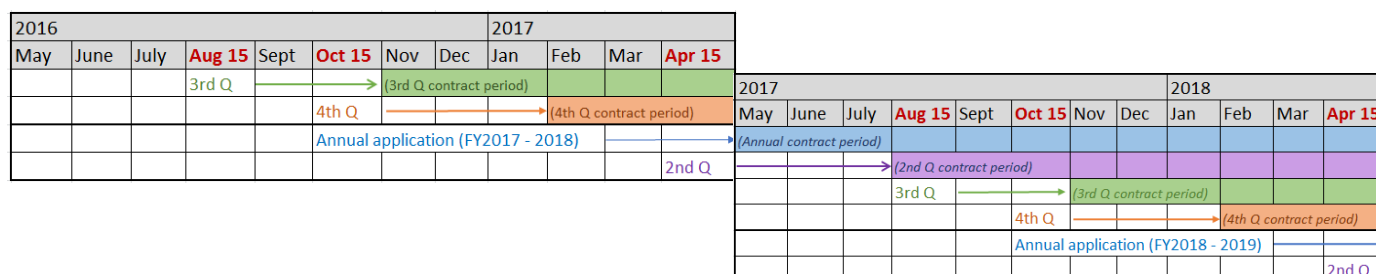 2016 2017
May June July Aug 15 Sept Oct 15 Nov Dec Jan Feb Mar Apr 15
3rd Q (3rd Q contract period)
4th Q (4th Q contract period)
Annual application (FY2017 - 2018)
2nd Q
2017 2018
May June July Aug 15 Sept Oct 15 Nov Dec Jan Feb Mar Apr 15
(Annual contract period)
(2nd Q contract period)
3rd Q (3rd Q contract period)
4th Q (4th Q contract period)
Annual application (FY2018 - 2019)
2nd Q